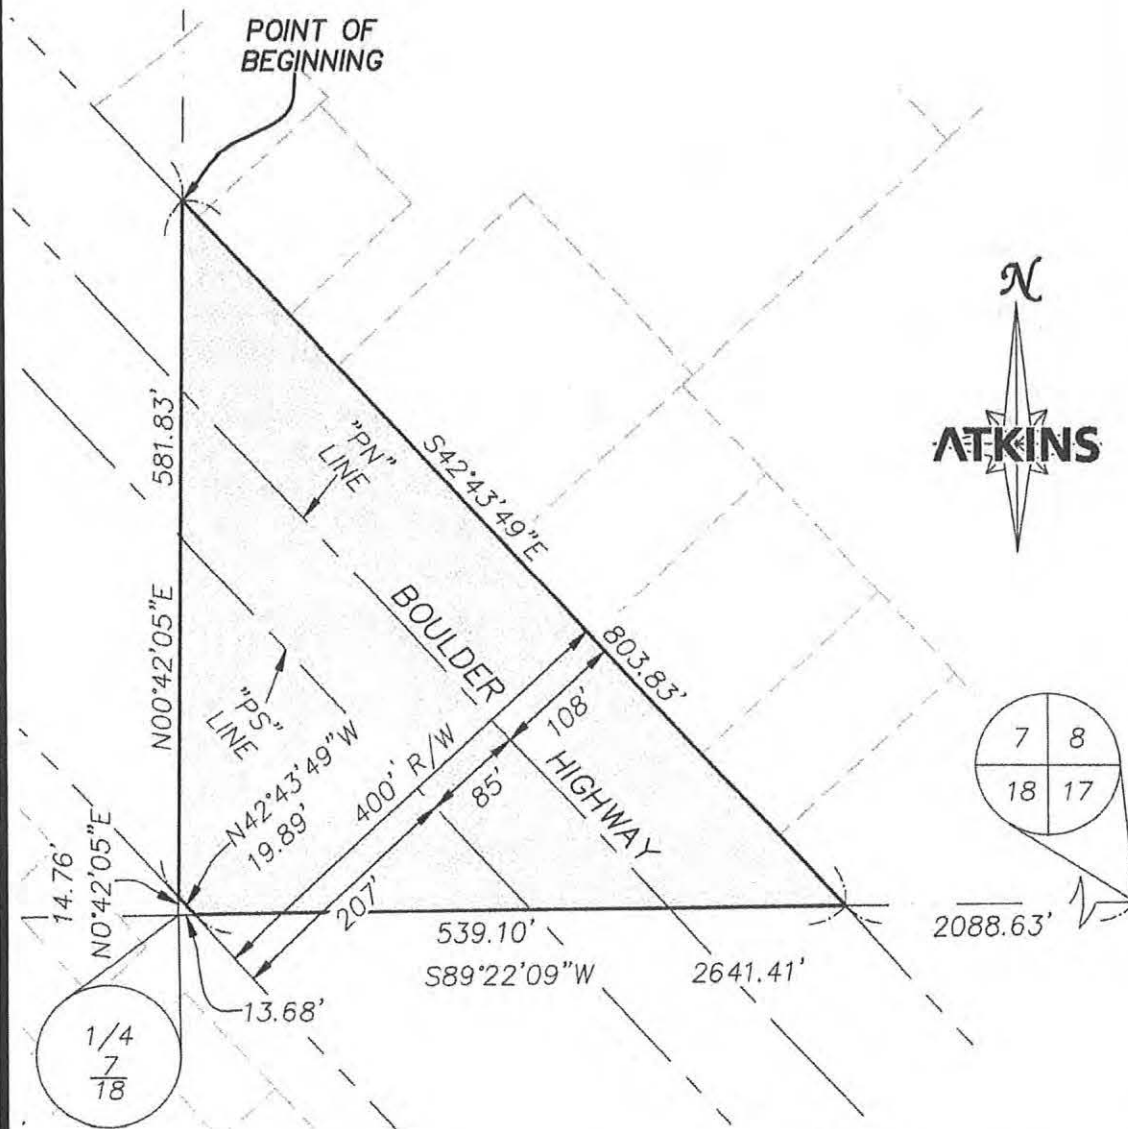 POINT OF
BEGINNING
N
ATKINS
581.83'
N00°42'05"E
"PN"
LINE
S42°43'49"E
803.83'
BOULDER
HIGHWAY
"PS"
LINE
N42°43'49"W
19.89'
400' R/W
108'
85'
207'
7
8
18
17
14.76'
N0°42'05"E
539.10'
S89°22'09"W
2641.41'
2088.63'
13.68'
1/4
7
18